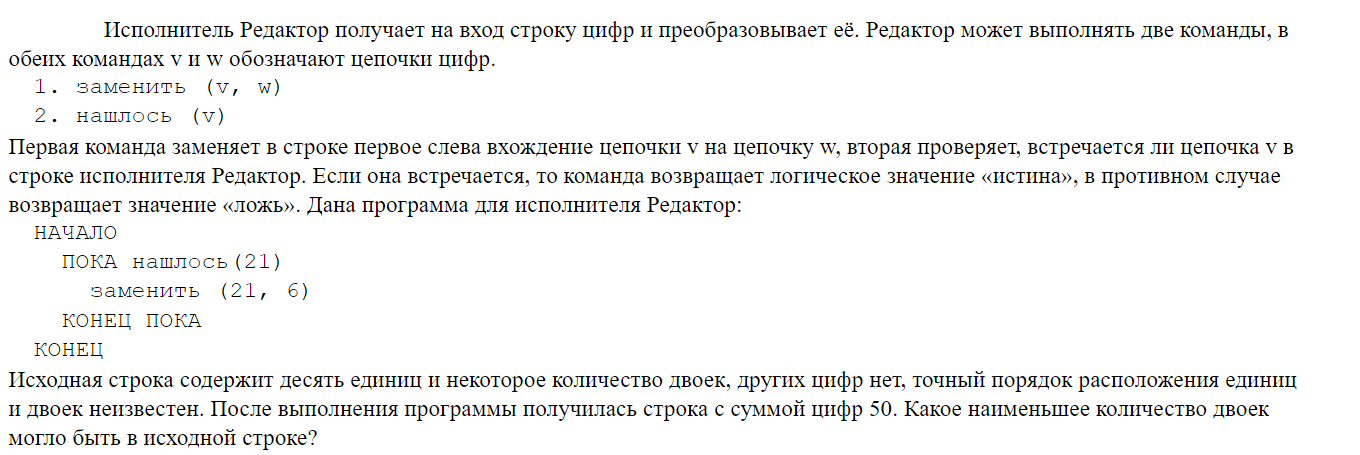 Исполнитель Редактор получает на вход строку цифр и преобразовывает её. Редактор может выполнять две команды, в
обеих командах v и w обозначают цепочки цифр.
1. заменить (v, w)
2. нашлось (v)
Первая команда заменяет в строке первое слева вхождение цепочки v на цепочку w, вторая проверяет, встречается ли цепочка v в
строке исполнителя Редактор. Если она встречается, то команда возвращает логическое значение «истина», в противном случае
возвращает значение «ложь». Дана программа для исполнителя Редактор:
НАЧАЛО
ПОКА нашлось(21)
заменить (21, 6)
КОНЕЦ ПОКА
КОНЕЦ
Исходная строка содержит десять единиц и некоторое количество двоек, других цифр нет, точный порядок расположения единиц
и двоек неизвестен. После выполнения программы получилась строка с суммой цифр 50. Какое наименьшее количество двоек
могло быть в исходной строке?